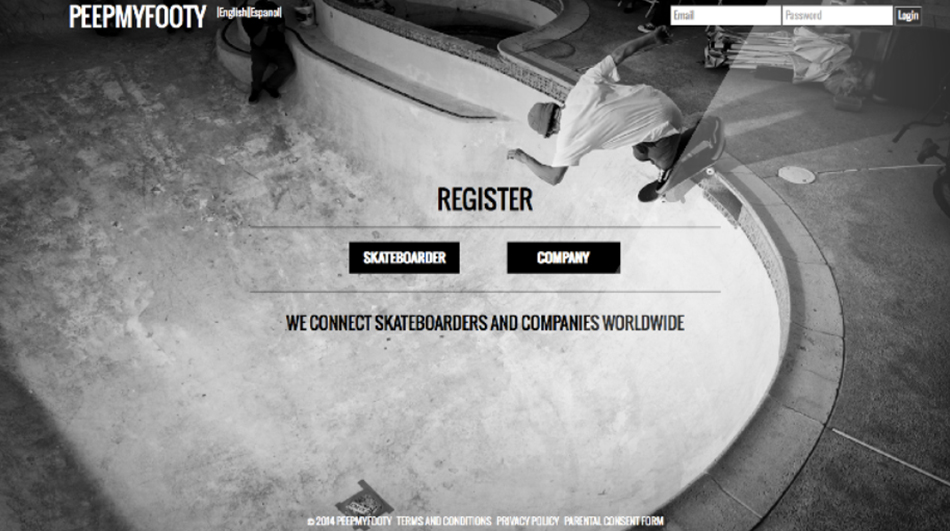 PEEPMYFOOTY |English||Espanol| Email Password Login
REGISTER
SKATEBOARDER COMPANY
WE CONNECT SKATEBOARDERS AND COMPANIES WORLDWIDE
© 2014 PEEPMYFOOTY TERMS AND CONDITIONS PRIVACY POLICY PARENTAL CONSENT FORM